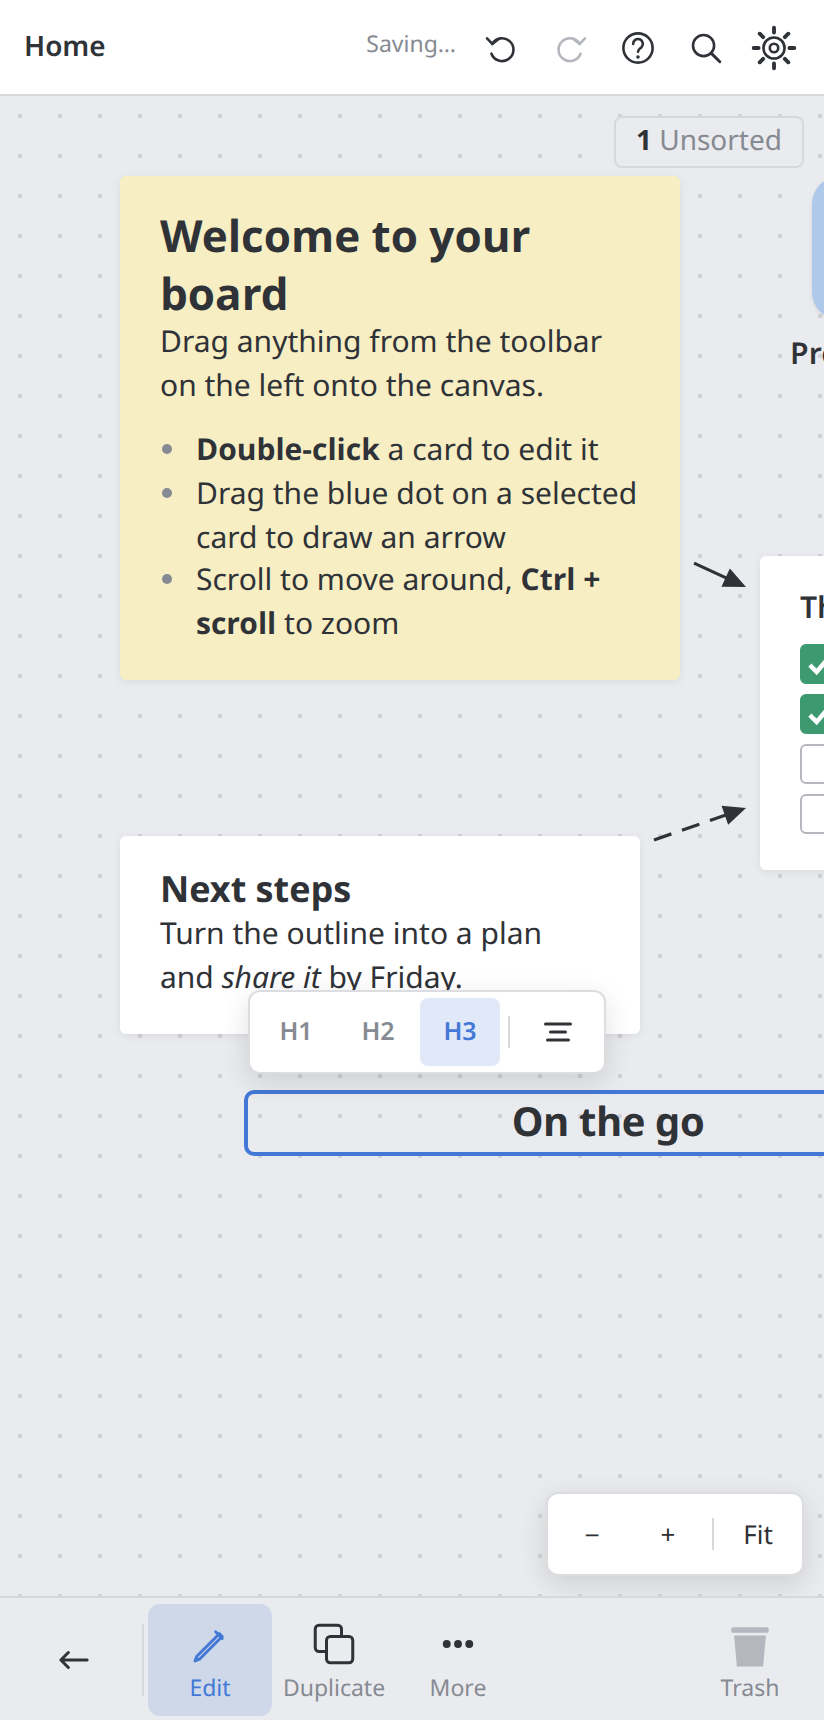 Home
Saving...
1 Unsorted
Welcome to your
board
Drag anything from the toolbar
on the left onto the canvas.
Double-click a card to edit it
Drag the blue dot on a selected
card to draw an arrow
Scroll to move around, Ctrl +
scroll to zoom
Next steps
Turn the outline into a plan
and share it by Friday.
H1 H2 H3
On the go
− + Fit
Edit Duplicate More Trash